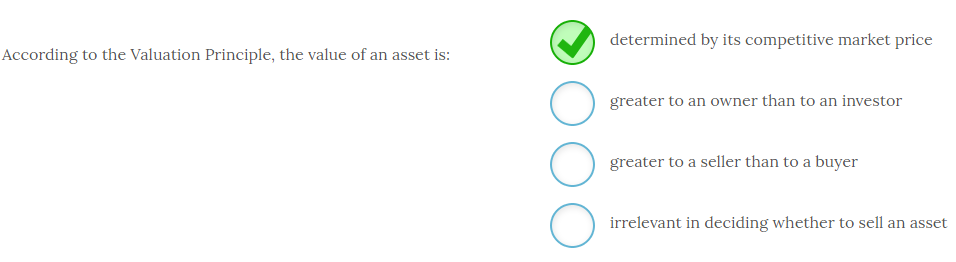 According to the Valuation Principle, the value of an asset is:
determined by its competitive market price
greater to an owner than to an investor
greater to a seller than to a buyer
irrelevant in deciding whether to sell an asset